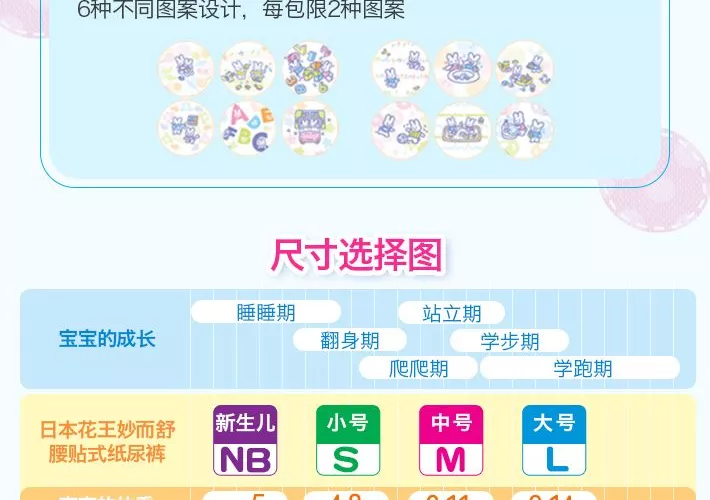 6种不同图案设计，每包限2种图案
A D E
F B C
尺寸选择图
宝宝的成长
睡睡期
站立期
翻身期
学步期
爬爬期
学跑期
日本花王妙而舒
腰贴式纸尿裤
新生儿
NB
小号
S
中号
M
大号
L